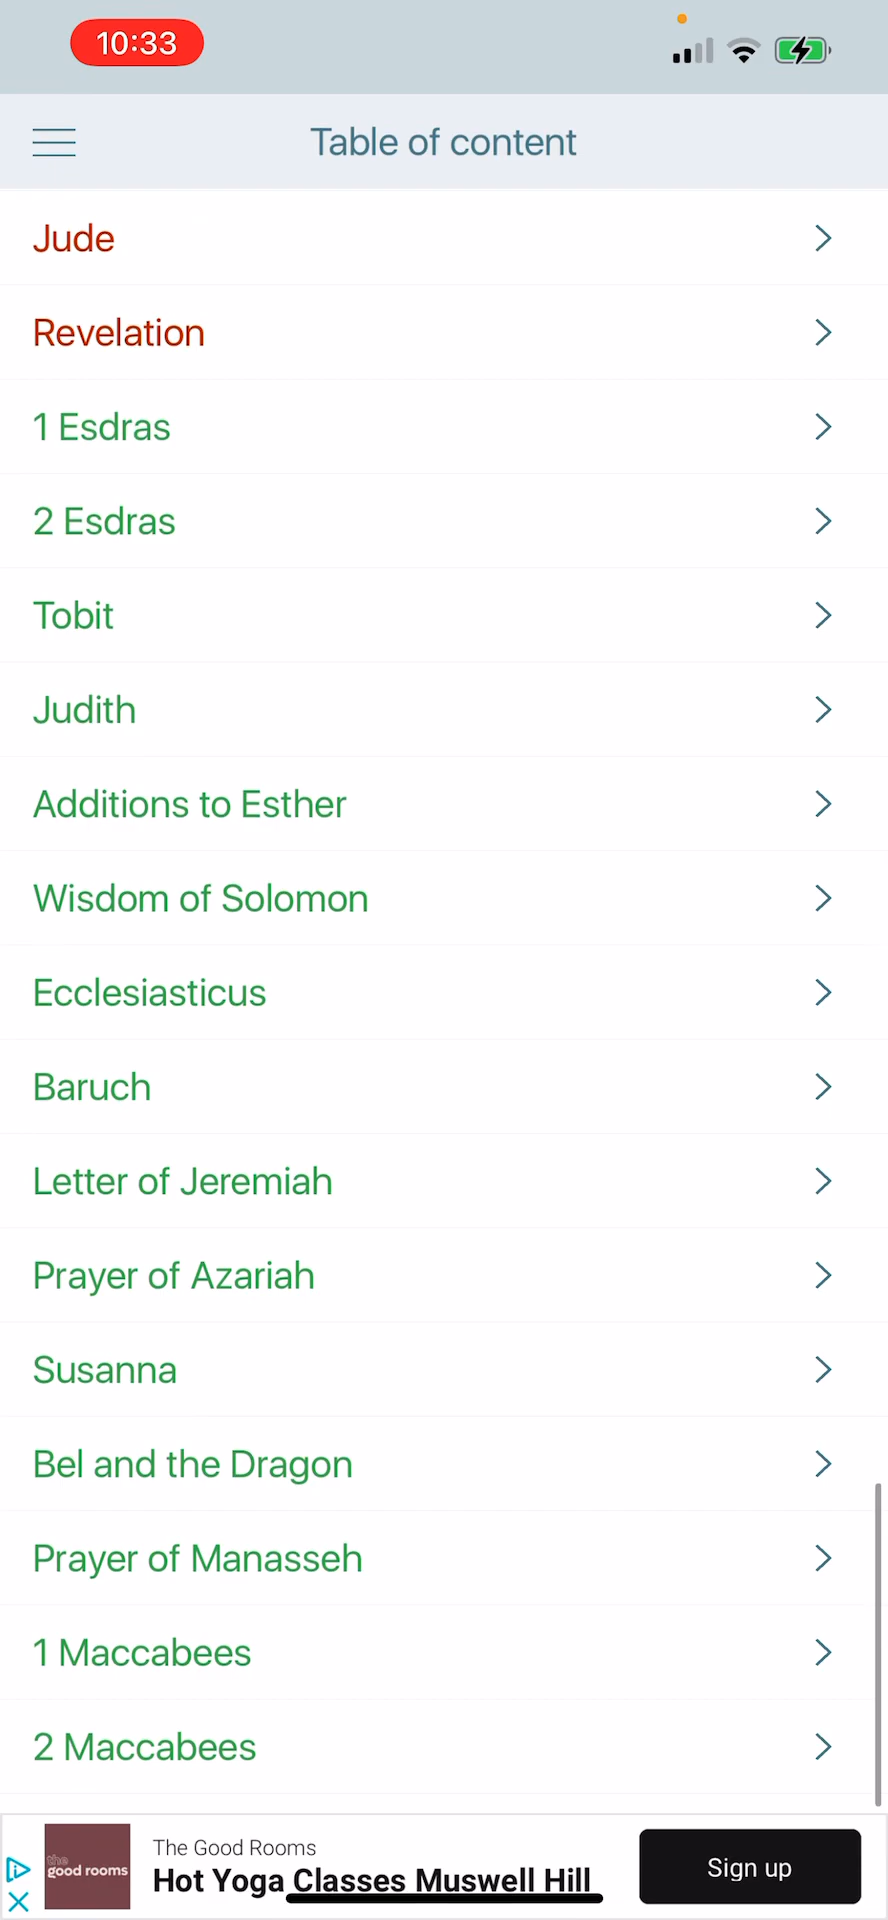 10:33
Table of content
Jude
Revelation
1 Esdras
2 Esdras
Tobit
Judith
Additions to Esther
Wisdom of Solomon
Ecclesiasticus
Baruch
Letter of Jeremiah
Prayer of Azariah
Susanna
Bel and the Dragon
Prayer of Manasseh
1 Maccabees
2 Maccabees
the
good rooms
The Good Rooms
Hot Yoga Classes Muswell Hill
Sign up